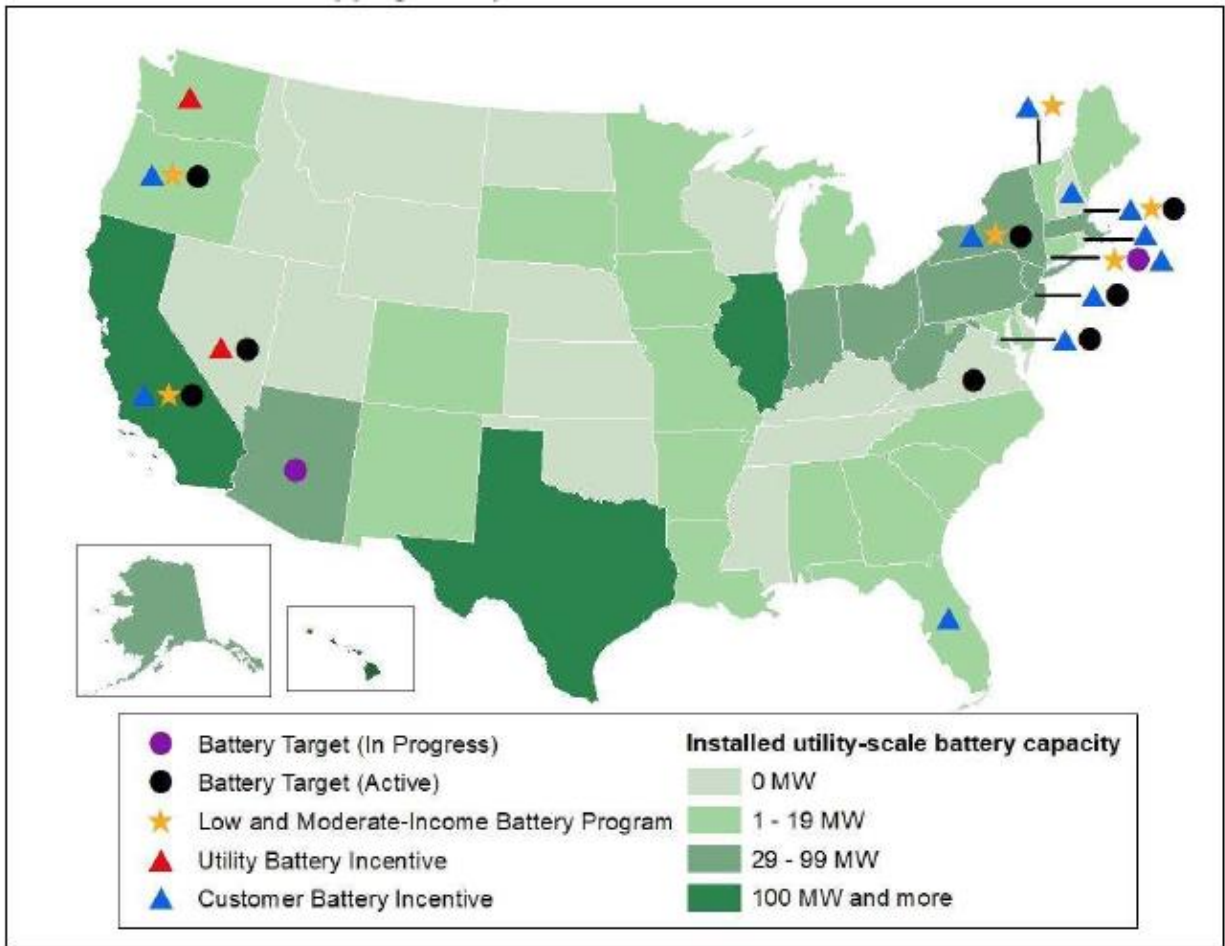 Battery Target (In Progress)
Battery Target (Active)
Low and Moderate-Income Battery Program
Utility Battery Incentive
Customer Battery Incentive
Installed utility-scale battery capacity
0 MW
1 - 19 MW
29 - 99 MW
100 MW and more